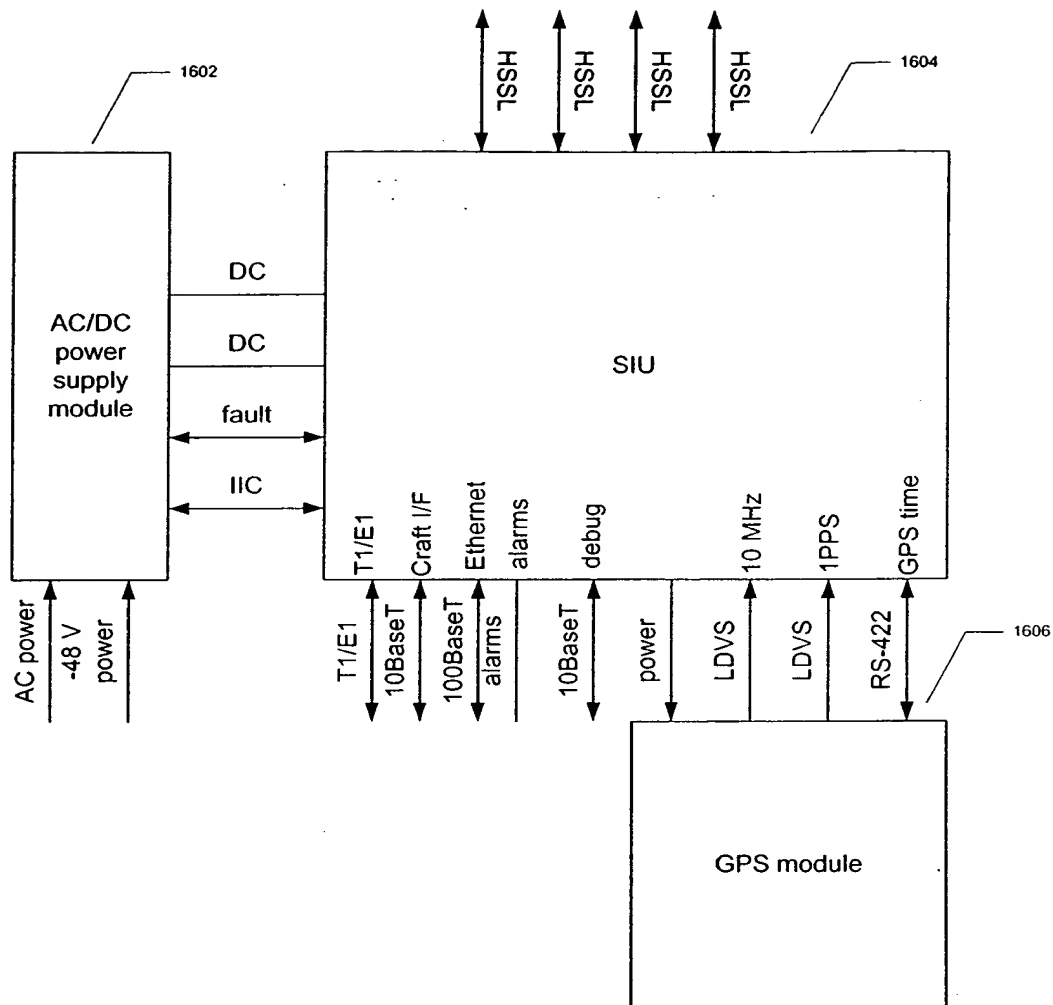 HSSL
HSSL
HSSL
HSSL
1602
1604
DC
DC
fault
IIC
AC/DC
power
supply
module
SIU
T1/E1
Craft I/F
Ethernet
alarms
debug
10 MHz
1PPS
GPS time
AC power
-48 V
power
T1/E1
10BaseT
100BaseT
alarms
10BaseT
power
LDVS
LDVS
RS-422
1606
GPS module